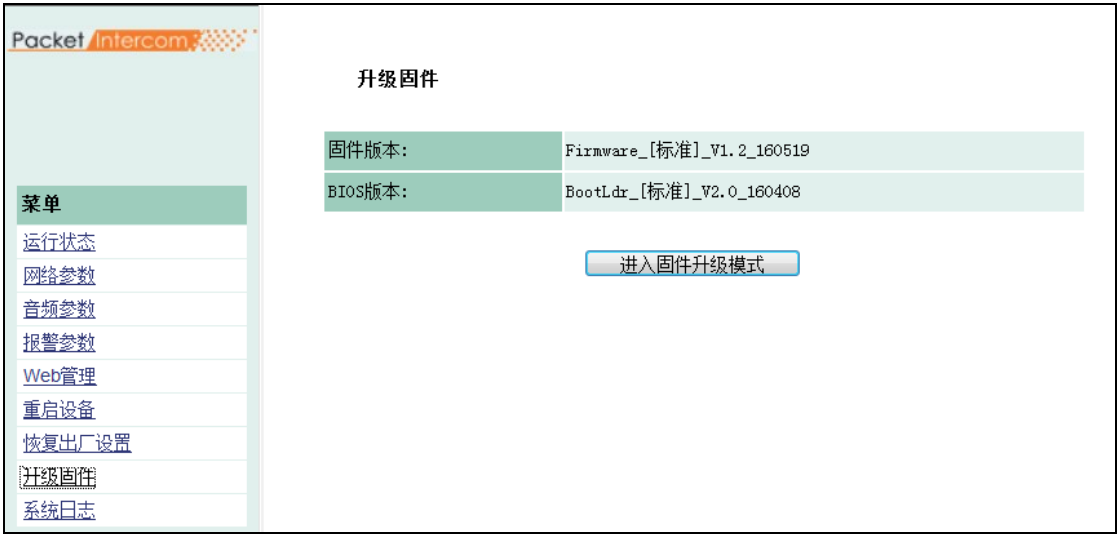 Packet Intercom
菜单
运行状态
网络参数
音频参数
报警参数
Web管理
重启设备
恢复出厂设置
升级固件
系统日志
升级固件
固件版本: Firmware_[标准]_V1.2_160519
BIOS版本: BootLdr_[标准]_V2.0_160408
进入固件升级模式